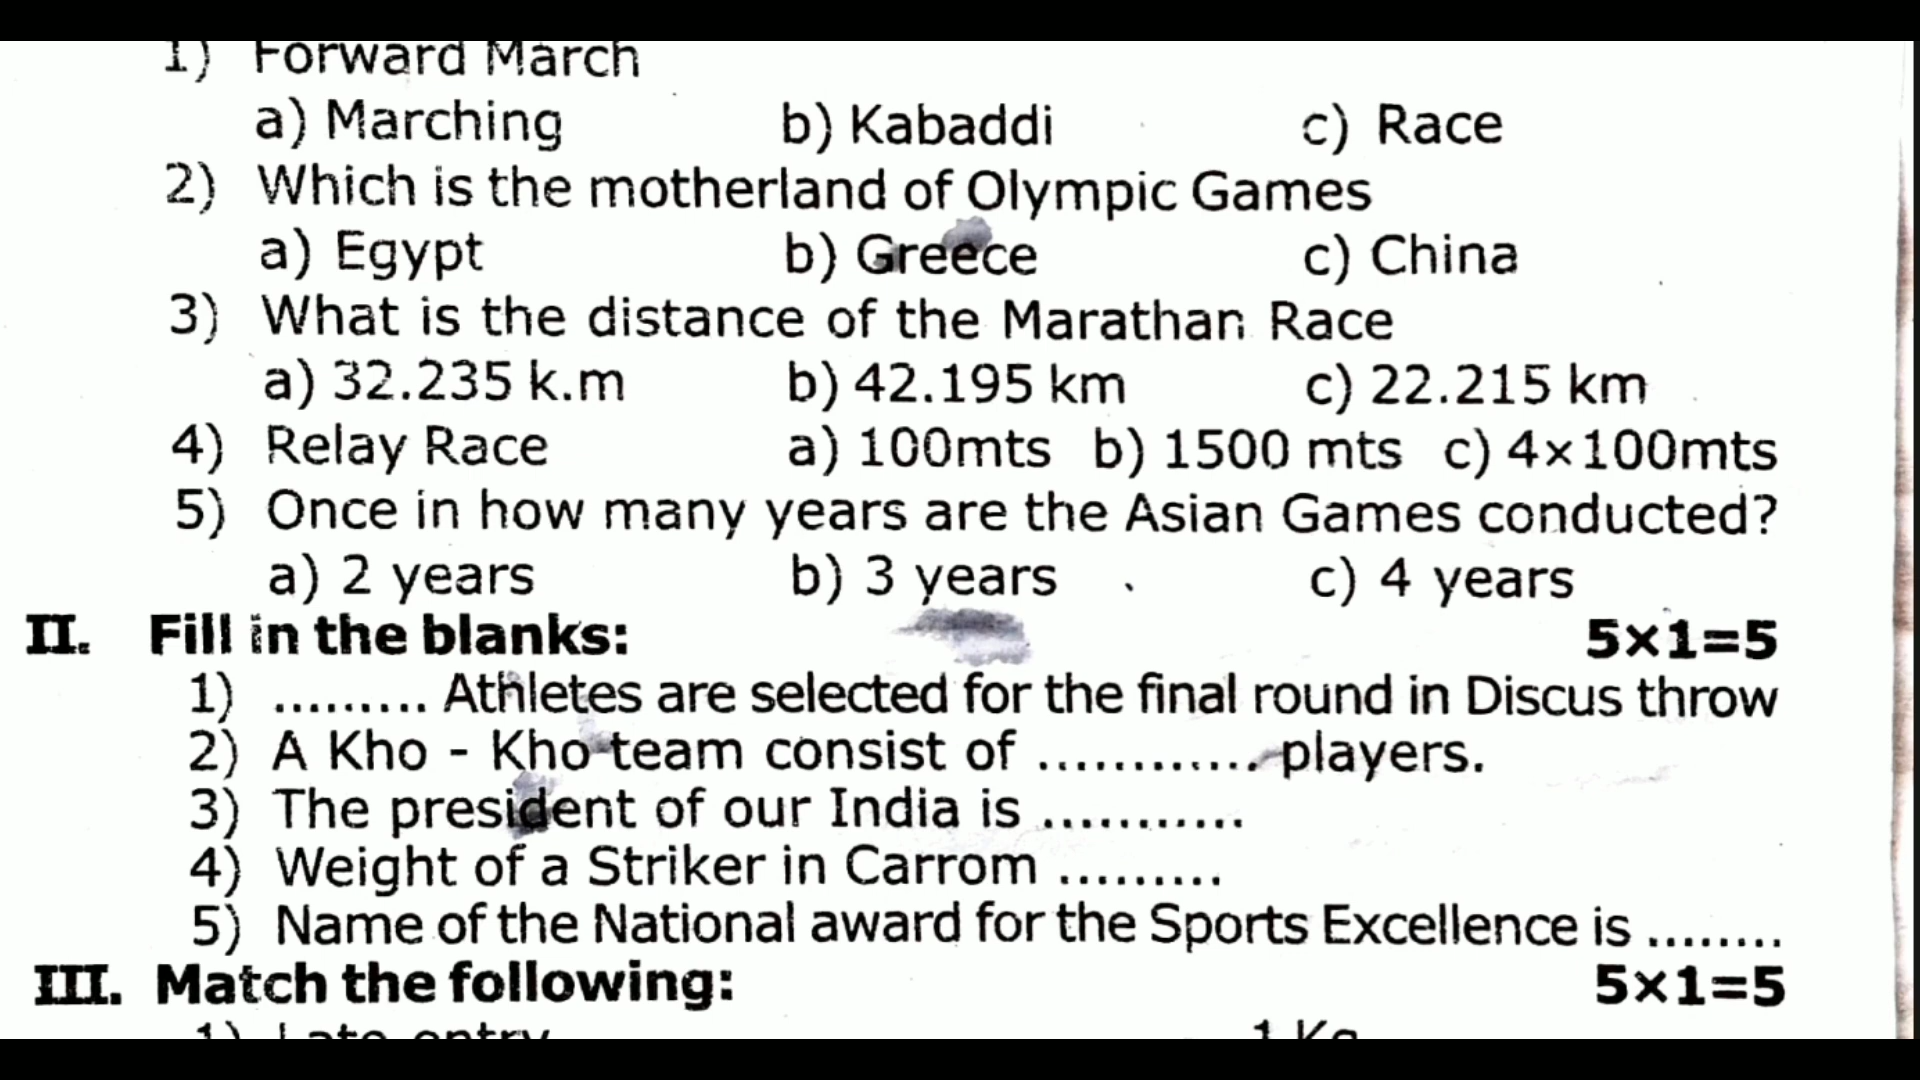 1) Forward March
a) Marching b) Kabaddi c) Race
2) Which is the motherland of Olympic Games
a) Egypt b) Greece c) China
3) What is the distance of the Marathan Race
a) 32.235 k.m b) 42.195 km c) 22.215 km
4) Relay Race a) 100mts b) 1500 mts c) 4×100mts
5) Once in how many years are the Asian Games conducted?
a) 2 years b) 3 years c) 4 years
II. Fill in the blanks: 5×1=5
1) ......... Athletes are selected for the final round in Discus throw
2) A Kho - Kho team consist of ............. players.
3) The president of our India is ...........
4) Weight of a Striker in Carrom .........
5) Name of the National award for the Sports Excellence is ........
III. Match the following: 5×1=5
1) Late entry 1 Kg